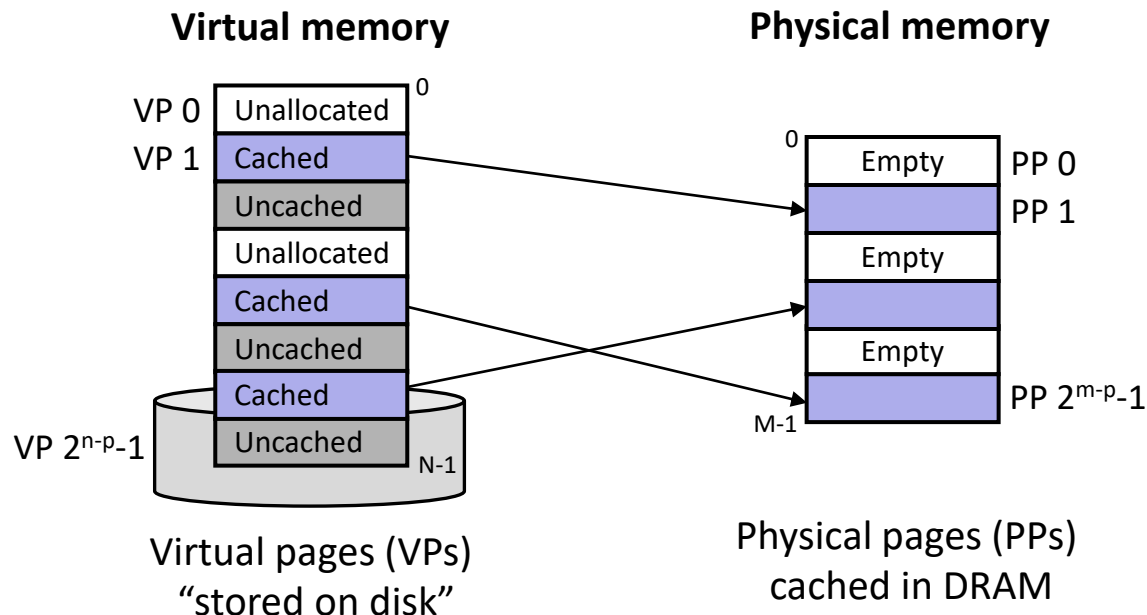 Virtual memory
0
VP 0 Unallocated
VP 1 Cached
Uncached
Unallocated
Cached
Uncached
Cached
VP 2ⁿ⁻ᵖ-1 Uncached
N-1
Virtual pages (VPs)
“stored on disk”
Physical memory
0
Empty PP 0
PP 1
Empty
Empty
PP 2ᵐ⁻ᵖ-1
M-1
Physical pages (PPs)
cached in DRAM